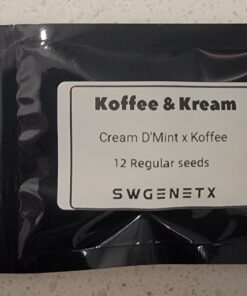 Koffee & Kream
Cream D'Mint x Koffee
12 Regular seeds
SWGENETX